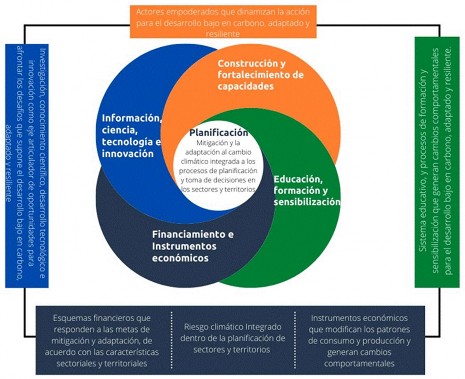 Actores empoderados que dinamizan la acción
para el desarrollo bajo en carbono, adaptado y
resiliente
Investigación, conocimiento científico, desarrollo tecnológico e
innovación como eje articulador de oportunidades para
afrontar los desafíos que supone el desarrollo bajo en carbono,
adaptado y resiliente
Construcción y
fortalecimiento de
capacidades
Información,
ciencia,
tecnología e
innovación
Planificación
Mitigación y la
adaptación al cambio
climático integrada a los
procesos de planificación
y toma de decisiones en
los sectores y territorios
Educación,
formación y
sensibilización
Financiamiento e
Instrumentos
económicos
Sistema educativo, y procesos de formación y
sensibilización que generan cambios comportamentales
para el desarrollo bajo en carbono, adaptado y resiliente.
Esquemas financieros que
responden a las metas de
mitigación y adaptación, de
acuerdo con las características
sectoriales y territoriales
Riesgo climático Integrado
dentro de la planificación de
sectores y territorios
Instrumentos económicos
que modifican los patrones
de consumo y producción y
generan cambios
comportamentales